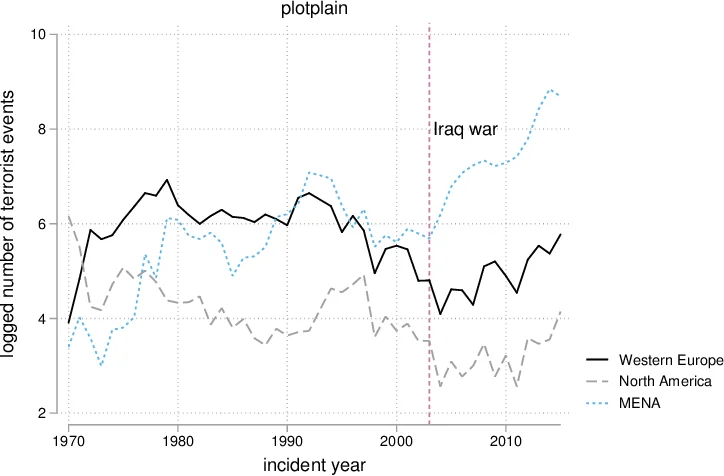 plotplain
logged number of terrorist events
10
8
6
4
2
Iraq war
1970
1980
1990
2000
2010
incident year
Western Europe
North America
MENA